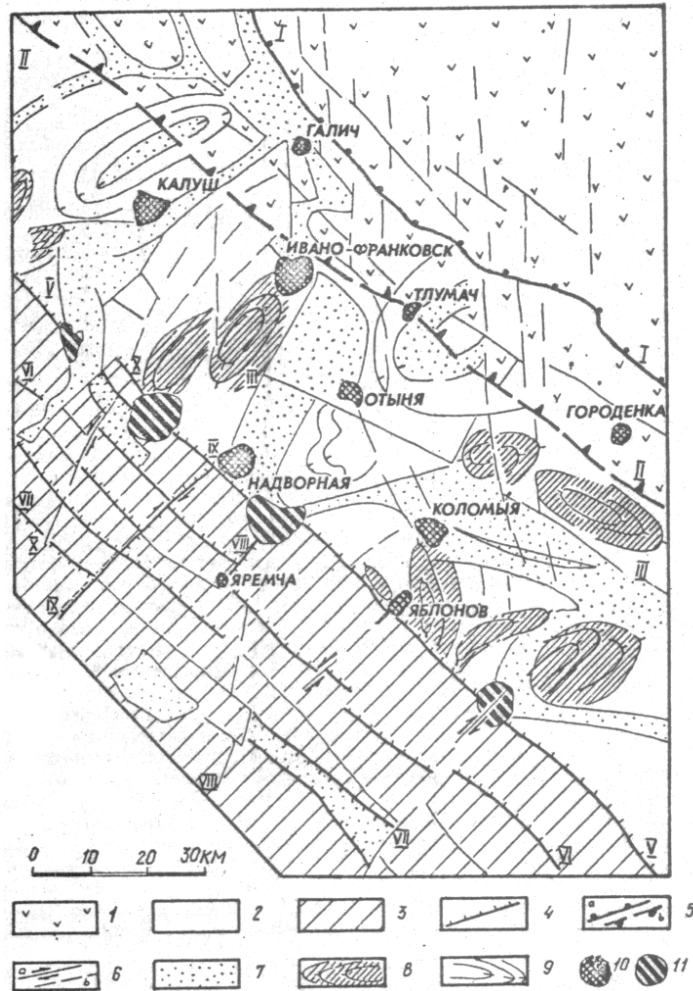 I
II
ГАЛИЧ
КАЛУШ
ИВАНО-ФРАНКОВСК
V
ТЛУМАЧ
I
X
VI
III
ОТЫНЯ
ГОРОДЕНКА
IX
II
НАДВОРНАЯ
VII
КОЛОМЫЯ
X
VIII
III
ЯРЕМЧА
IX
ЯБЛОНОВ
VIII
VII
VI
V
0 10 20 30КМ
1 2 3 4 а б 5
а б 6 7 8 9 10 11